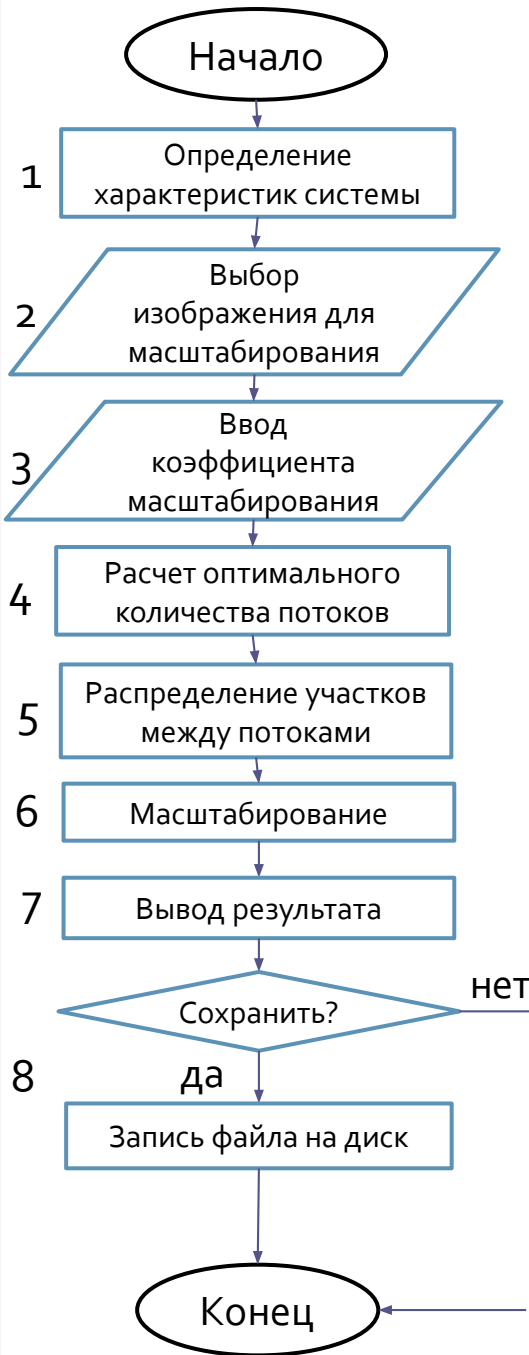 Начало
1
Определение
характеристик системы
2
Выбор
изображения для
масштабирования
3
Ввод
коэффициента
масштабирования
4
Расчет оптимального
количества потоков
5
Распределение участков
между потоками
6
Масштабирование
7
Вывод результата
Сохранить?
нет
8
да
Запись файла на диск
Конец